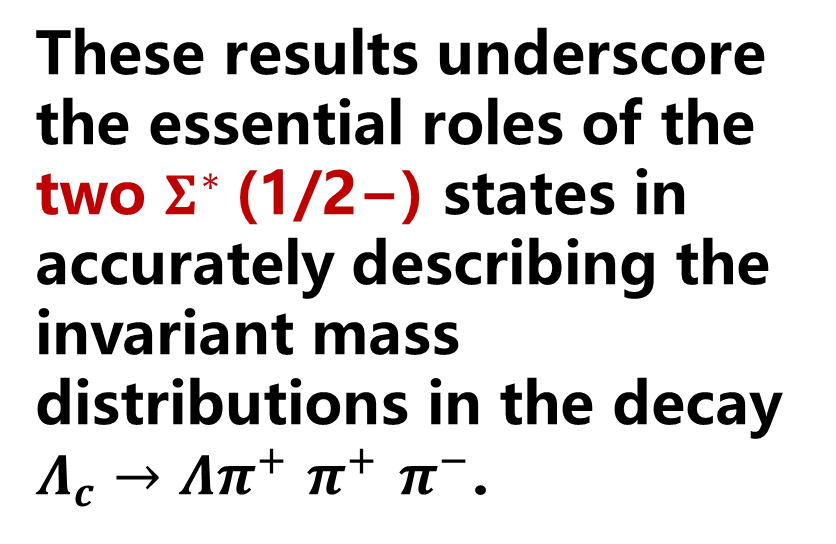 These results underscore
the essential roles of the
two Σ* (1/2−) states in
accurately describing the
invariant mass
distributions in the decay
Λ_c → Λπ⁺ π⁺ π⁻.